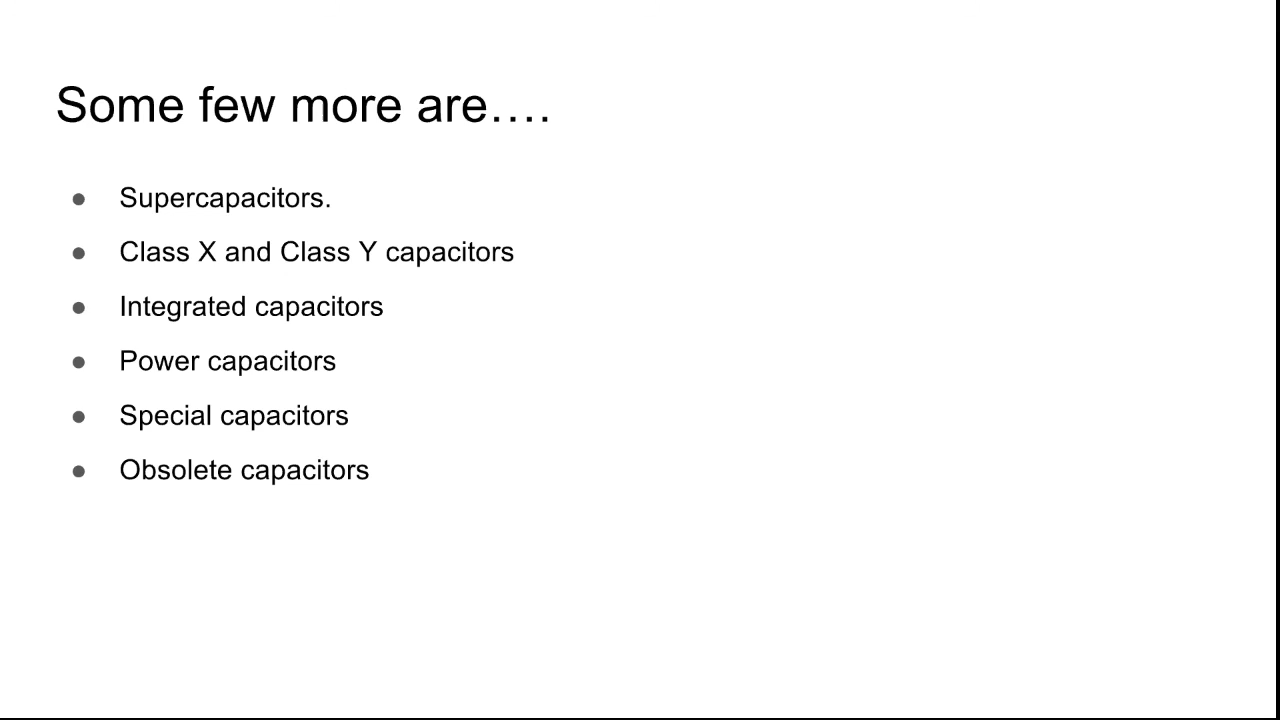 Some few more are….
● Supercapacitors.
● Class X and Class Y capacitors
● Integrated capacitors
● Power capacitors
● Special capacitors
● Obsolete capacitors